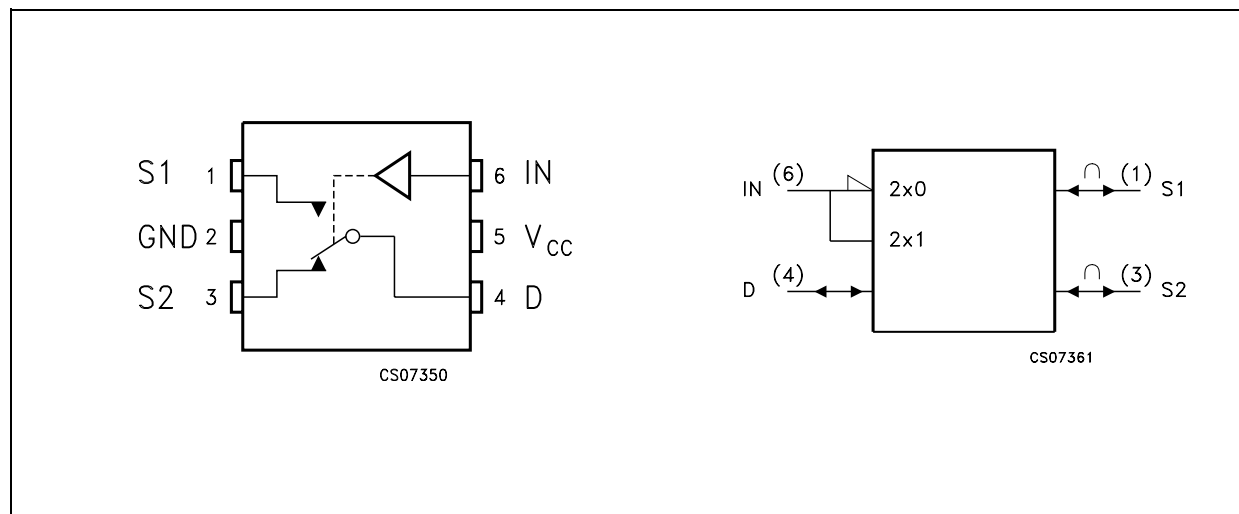 S1 1 6 IN
GND 2 5 VCC
S2 3 4 D
CS07350
IN (6) 2x0 (1) S1
2x1
D (4) (3) S2
CS07361